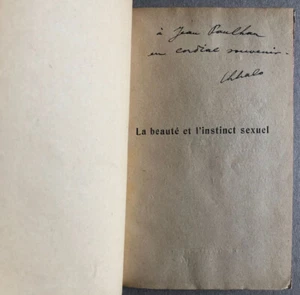 à Jean Paulhan
en cordial souvenir.
La beauté et l'instinct sexuel